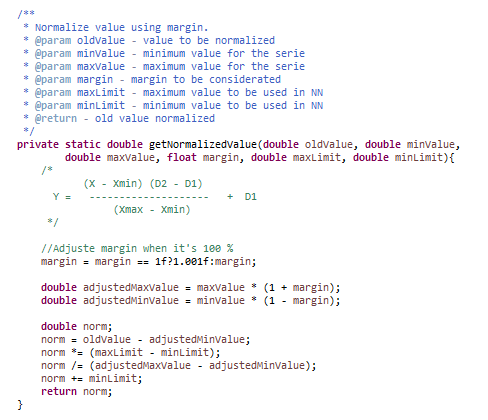 /**
 * Normalize value using margin.
 * @param oldValue - value to be normalized
 * @param minValue - minimum value for the serie
 * @param maxValue - maximum value for the serie
 * @param margin - margin to be considerated
 * @param maxLimit - maximum value to be used in NN
 * @param minLimit - minimum value to be used in NN
 * @return - old value normalized
 */
private static double getNormalizedValue(double oldValue, double minValue,
        double maxValue, float margin, double maxLimit, double minLimit){
    /*
           (X - Xmin) (D2 - D1)
      Y =   --------------------   +  D1
                (Xmax - Xmin)
     */

    //Adjuste margin when it's 100 %
    margin = margin == 1f?1.001f:margin;

    double adjustedMaxValue = maxValue * (1 + margin);
    double adjustedMinValue = minValue * (1 - margin);

    double norm;
    norm = oldValue - adjustedMinValue;
    norm *= (maxLimit - minLimit);
    norm /= (adjustedMaxValue - adjustedMinValue);
    norm += minLimit;
    return norm;
}